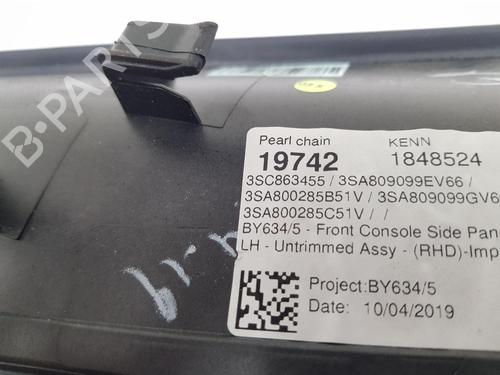 B-PARTS
Pearl chain KENN
19742 1848524
3SC863455 / 3SA809099EV66 /
3SA800285B51V / 3SA809099GV6
3SA800285C51V / /
BY634/5 - Front Console Side Pan
LH - Untrimmed Assy - (RHD)-Imp
Project: BY634/5
Date: 10/04/2019